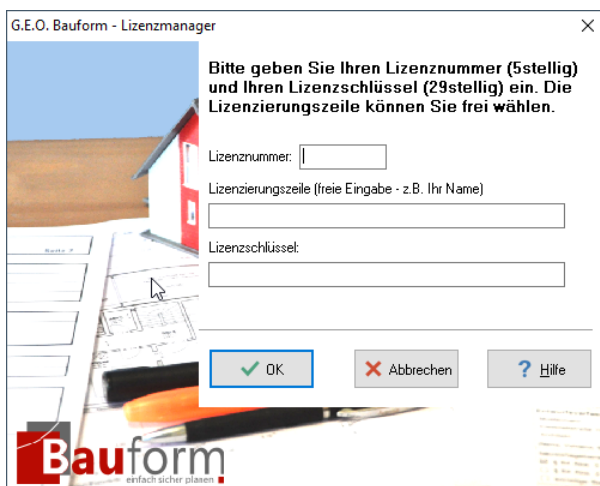 G.E.O. Bauform - Lizenzmanager
Bitte geben Sie Ihren Lizenznummer (5stellig)
und Ihren Lizenzschlüssel (29stellig) ein. Die
Lizenzierungszeile können Sie frei wählen.
Lizenznummer:
Lizenzierungszeile (freie Eingabe - z.B. Ihr Name)
Lizenzschlüssel:
OK
Abbrechen
? Hilfe
Bauform
einfach sicher planen